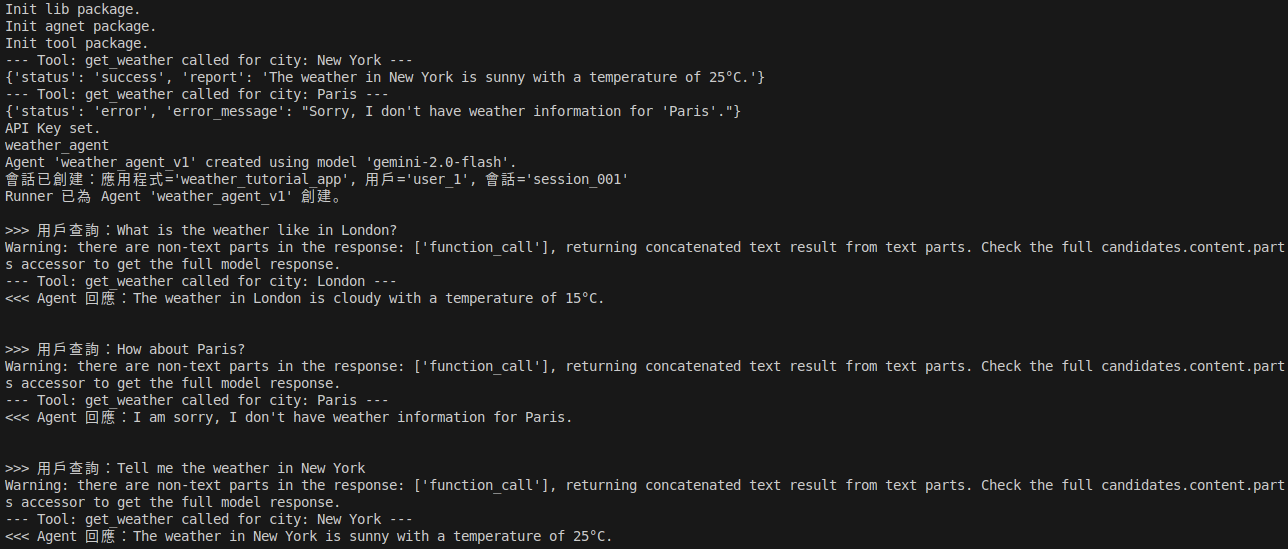 Init lib package.
Init agnet package.
Init tool package.
--- Tool: get_weather called for city: New York ---
{'status': 'success', 'report': 'The weather in New York is sunny with a temperature of 25°C.'}
--- Tool: get_weather called for city: Paris ---
{'status': 'error', 'error_message': "Sorry, I don't have weather information for 'Paris'."}
API Key set.
weather_agent
Agent 'weather_agent_v1' created using model 'gemini-2.0-flash'.
會話已創建：應用程式='weather_tutorial_app', 用戶='user_1', 會話='session_001'
Runner 已為 Agent 'weather_agent_v1' 創建。
>>> 用戶查詢：What is the weather like in London?
Warning: there are non-text parts in the response: ['function_call'], returning concatenated text result from text parts. Check the full candidates.content.part
s accessor to get the full model response.
--- Tool: get_weather called for city: London ---
<<< Agent 回應：The weather in London is cloudy with a temperature of 15°C.
>>> 用戶查詢：How about Paris?
Warning: there are non-text parts in the response: ['function_call'], returning concatenated text result from text parts. Check the full candidates.content.part
s accessor to get the full model response.
--- Tool: get_weather called for city: Paris ---
<<< Agent 回應：I am sorry, I don't have weather information for Paris.
>>> 用戶查詢：Tell me the weather in New York
Warning: there are non-text parts in the response: ['function_call'], returning concatenated text result from text parts. Check the full candidates.content.part
s accessor to get the full model response.
--- Tool: get_weather called for city: New York ---
<<< Agent 回應：The weather in New York is sunny with a temperature of 25°C.